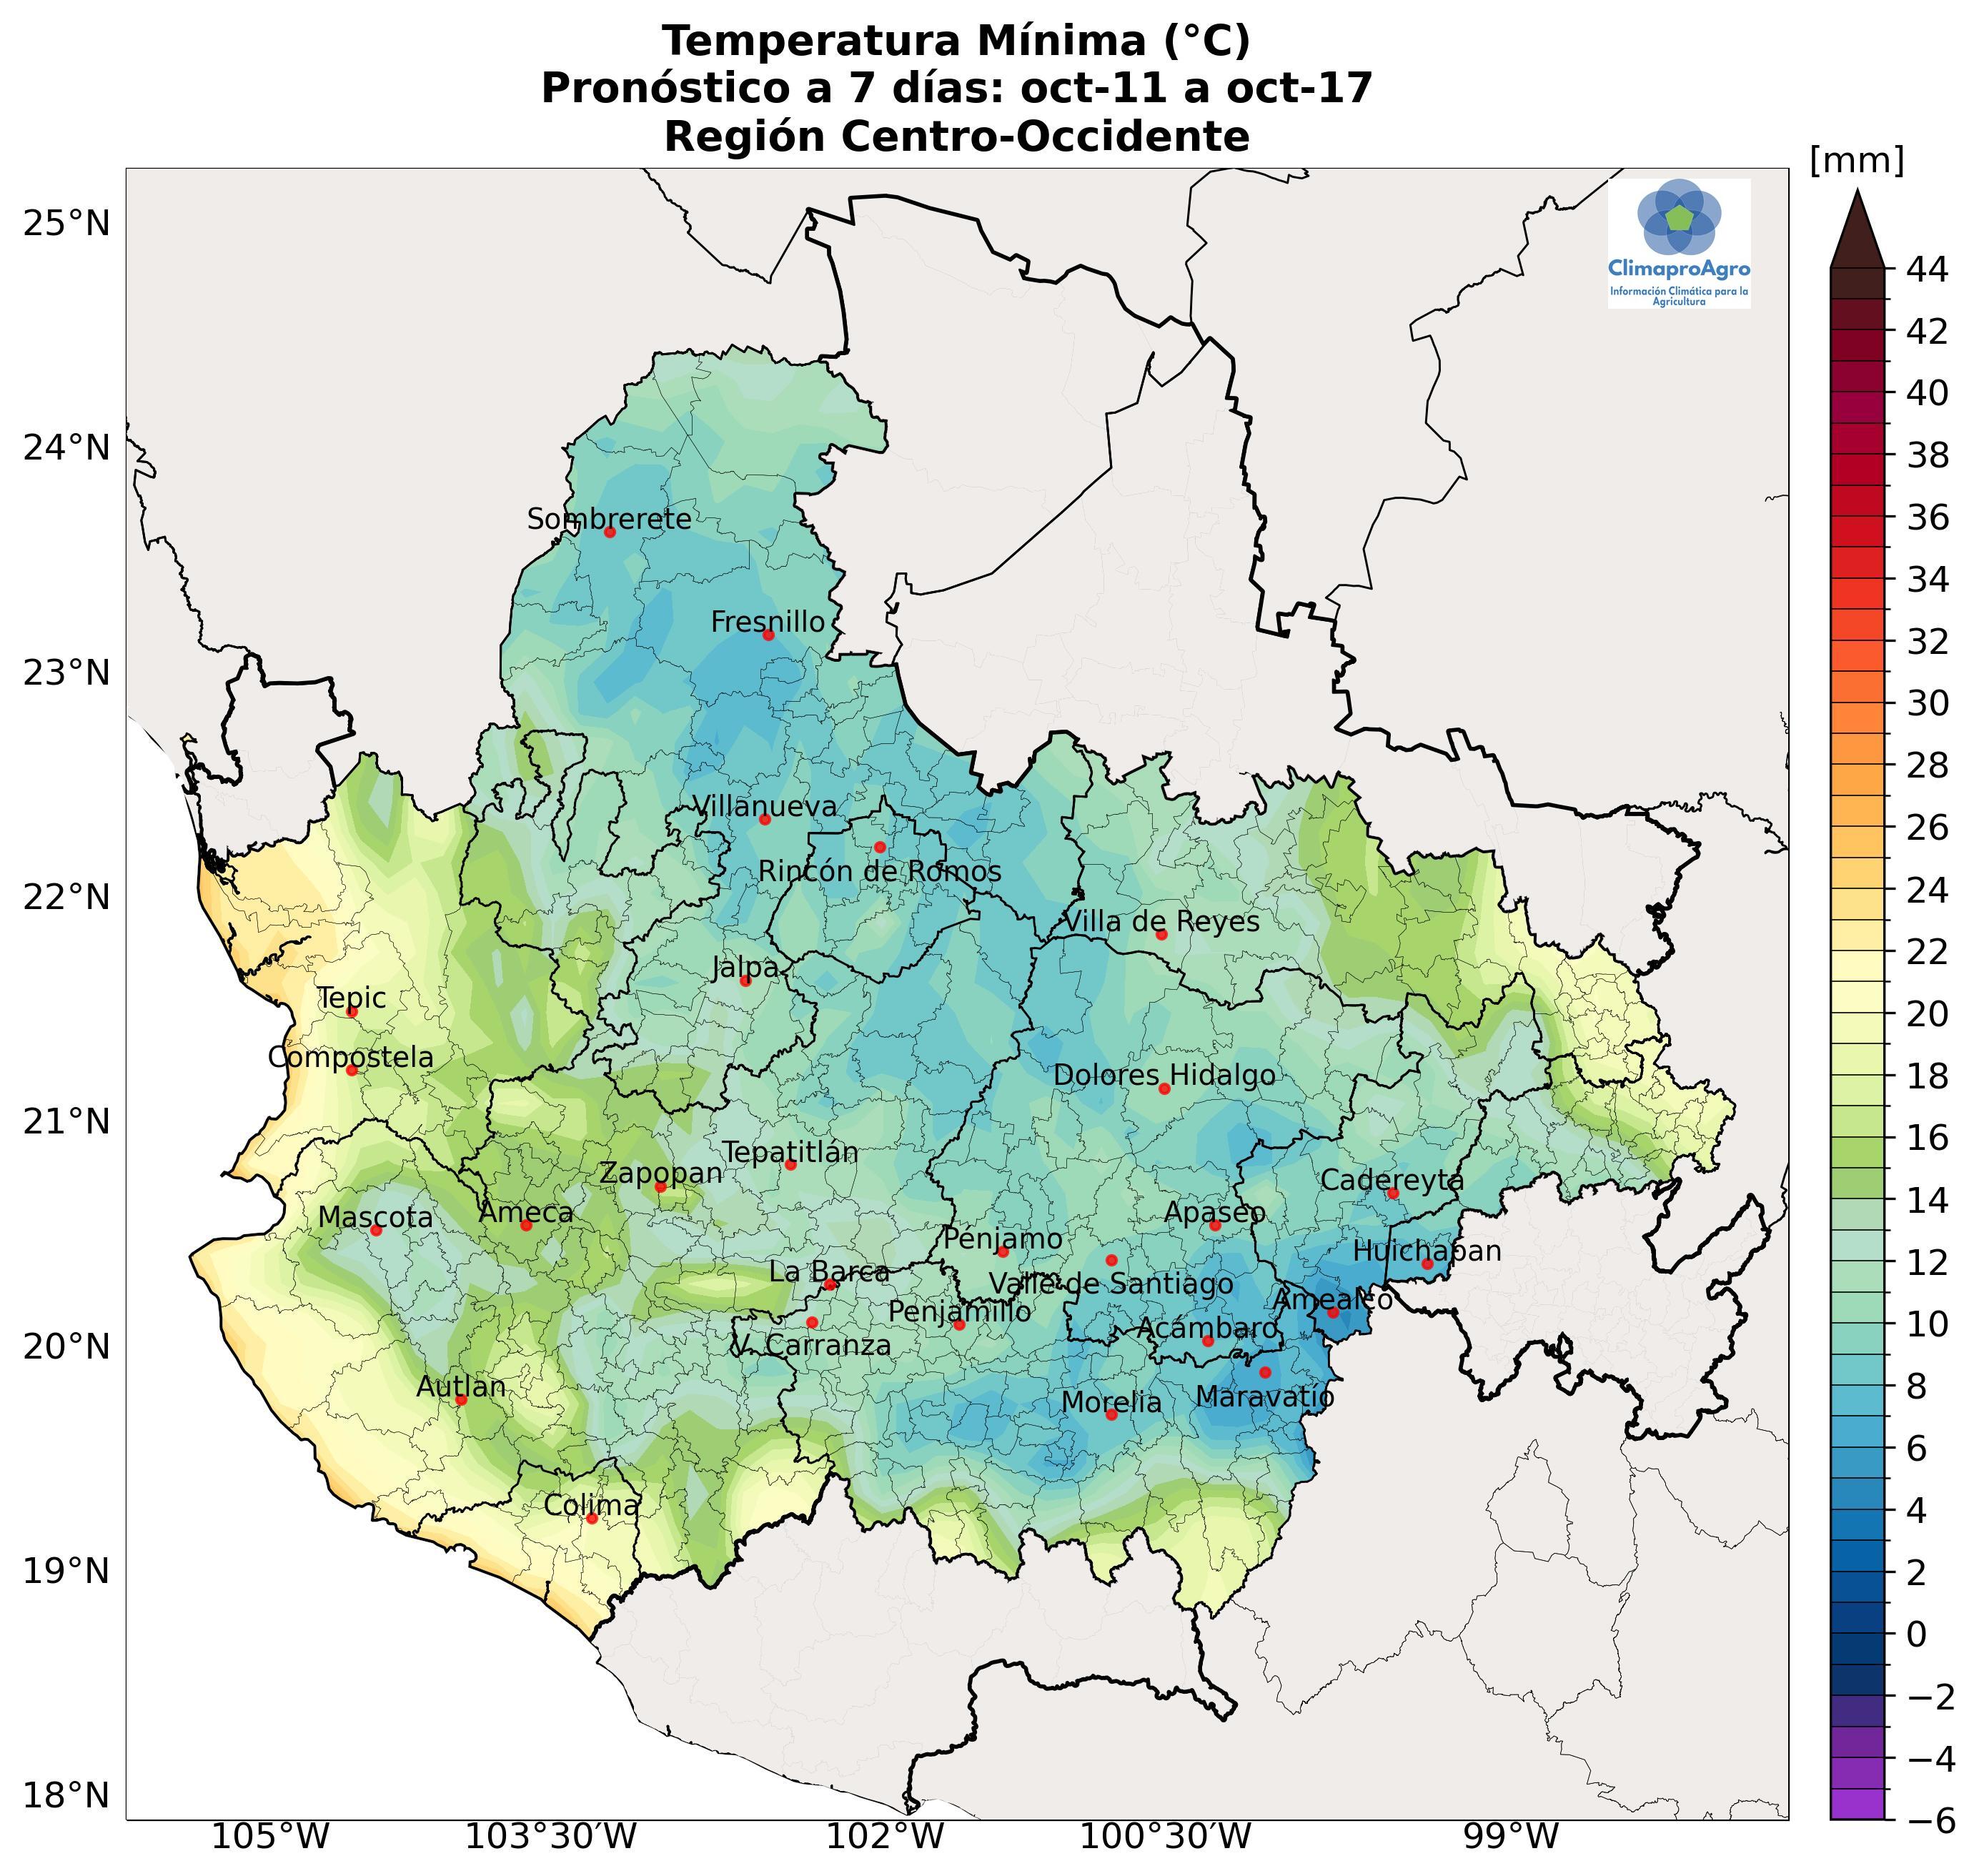 Temperatura Mínima (°C)
Pronóstico a 7 días: oct-11 a oct-17
Región Centro-Occidente
[mm]
ClimaproAgro
Información Climática para la
Agricultura
25°N
24°N
23°N
22°N
21°N
20°N
19°N
18°N
Sombrerete
Fresnillo
Villanueva
Rincón de Romos
Villa de Reyes
Jalpa
Tepic
Compostela
Dolores Hidalgo
Tepatitlán
Zapopan
Cadereyta
Mascota
Ameca
Apaseo
Pénjamo
Huichapan
La Barca
Valle de Santiago
Amealco
Penjamillo
Acámbaro
V. Carranza
Autlan
Morelia
Maravatío
Colima
44
42
40
38
36
34
32
30
28
26
24
22
20
18
16
14
12
10
8
6
4
2
0
−2
−4
−6
105°W
103°30′W
102°W
100°30′W
99°W